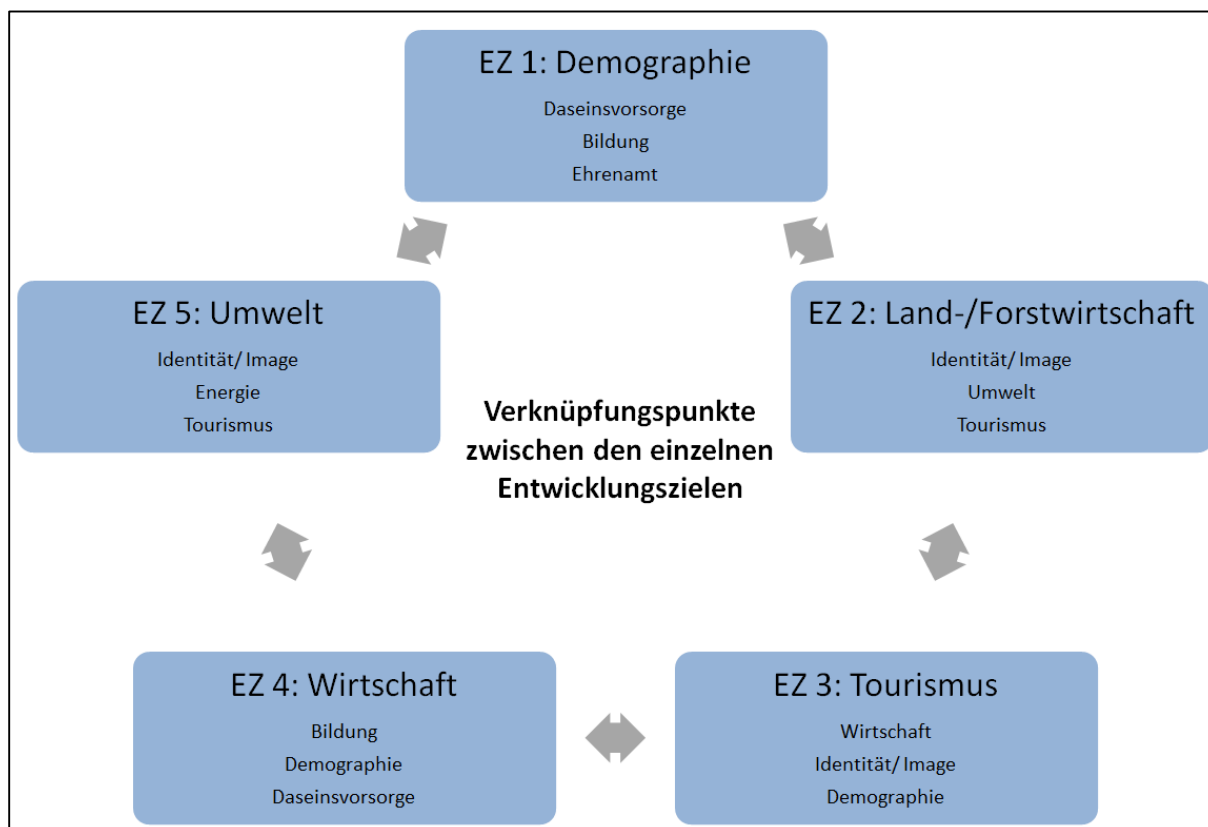 EZ 1: Demographie
Daseinsvorsorge
Bildung
Ehrenamt
EZ 5: Umwelt
Identität/ Image
Energie
Tourismus
EZ 2: Land-/Forstwirtschaft
Identität/ Image
Umwelt
Tourismus
Verknüpfungspunkte
zwischen den einzelnen
Entwicklungszielen
EZ 4: Wirtschaft
Bildung
Demographie
Daseinsvorsorge
EZ 3: Tourismus
Wirtschaft
Identität/ Image
Demographie